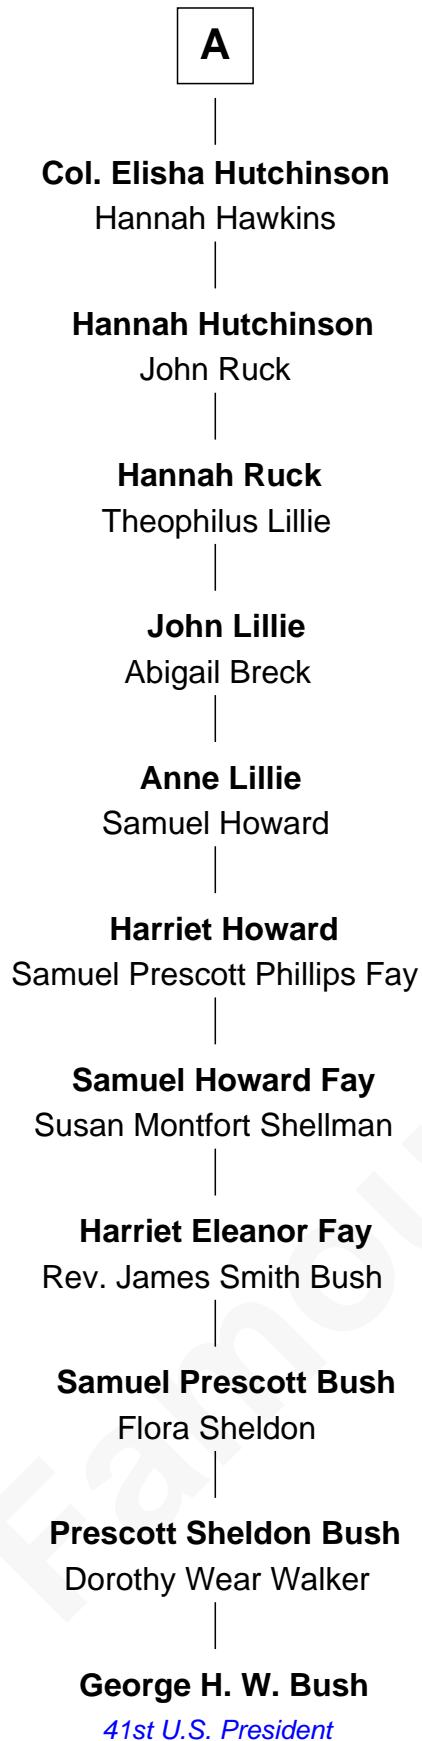 A
Col. Elisha Hutchinson
Hannah Hawkins
Hannah Hutchinson
John Ruck
Hannah Ruck
Theophilus Lillie
John Lillie
Abigail Breck
Anne Lillie
Samuel Howard
Harriet Howard
Samuel Prescott Phillips Fay
Samuel Howard Fay
Susan Montfort Shellman
Harriet Eleanor Fay
Rev. James Smith Bush
Samuel Prescott Bush
Flora Sheldon
Prescott Sheldon Bush
Dorothy Wear Walker
George H. W. Bush
41st U.S. President